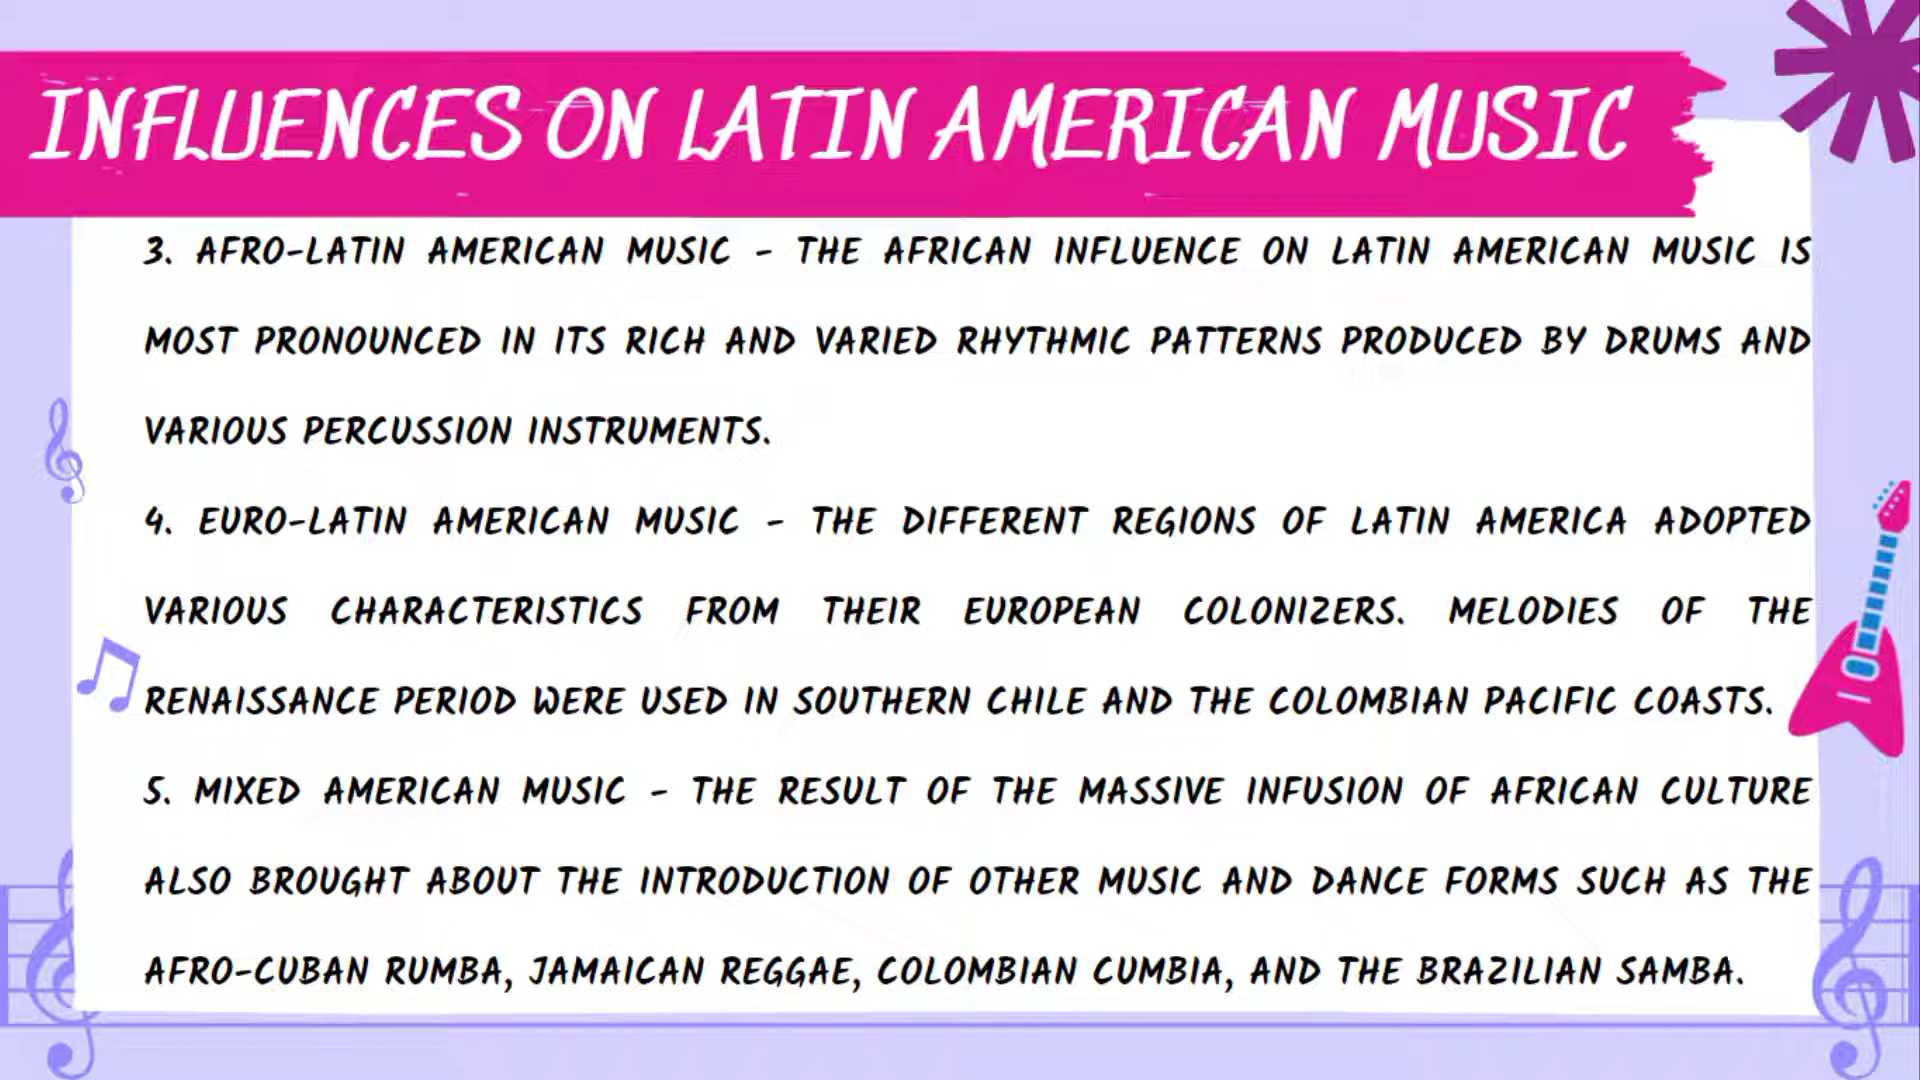 INFLUENCES ON LATIN AMERICAN MUSIC
3. AFRO-LATIN AMERICAN MUSIC - THE AFRICAN INFLUENCE ON LATIN AMERICAN MUSIC IS
MOST PRONOUNCED IN ITS RICH AND VARIED RHYTHMIC PATTERNS PRODUCED BY DRUMS AND
VARIOUS PERCUSSION INSTRUMENTS.
4. EURO-LATIN AMERICAN MUSIC - THE DIFFERENT REGIONS OF LATIN AMERICA ADOPTED
VARIOUS CHARACTERISTICS FROM THEIR EUROPEAN COLONIZERS. MELODIES OF THE
RENAISSANCE PERIOD WERE USED IN SOUTHERN CHILE AND THE COLOMBIAN PACIFIC COASTS.
5. MIXED AMERICAN MUSIC - THE RESULT OF THE MASSIVE INFUSION OF AFRICAN CULTURE
ALSO BROUGHT ABOUT THE INTRODUCTION OF OTHER MUSIC AND DANCE FORMS SUCH AS THE
AFRO-CUBAN RUMBA, JAMAICAN REGGAE, COLOMBIAN CUMBIA, AND THE BRAZILIAN SAMBA.